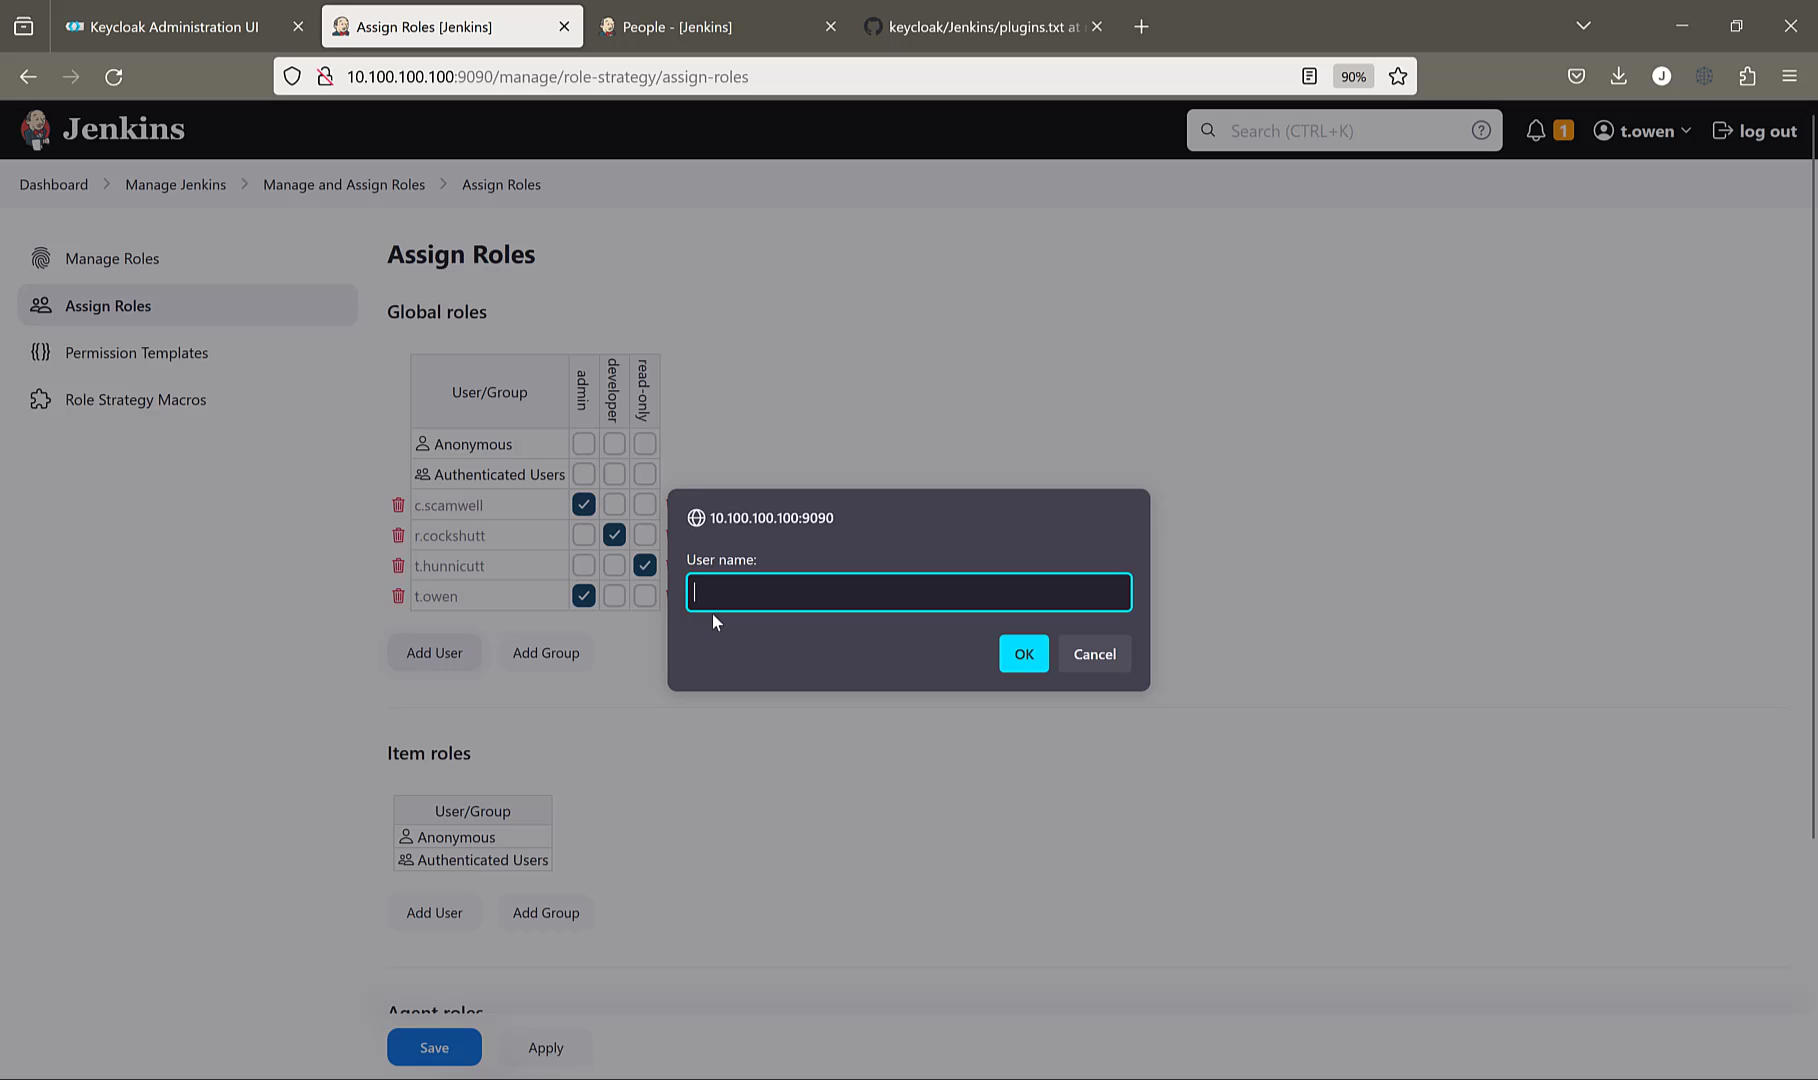 Keycloak Administration UI
Assign Roles [Jenkins]
People - [Jenkins]
keycloak/Jenkins/plugins.txt at
10.100.100.100:9090/manage/role-strategy/assign-roles
90%
J
Jenkins
Search (CTRL+K)
1
t.owen
log out
Dashboard
Manage Jenkins
Manage and Assign Roles
Assign Roles
Manage Roles
Assign Roles
Permission Templates
Role Strategy Macros
Assign Roles
Global roles
User/Group
admin
developer
read-only
Anonymous
Authenticated Users
c.scamwell
r.cockshutt
t.hunnicutt
t.owen
Add User
Add Group
10.100.100.100:9090
User name:
OK
Cancel
Item roles
User/Group
Anonymous
Authenticated Users
Add User
Add Group
Agent roles
Save
Apply